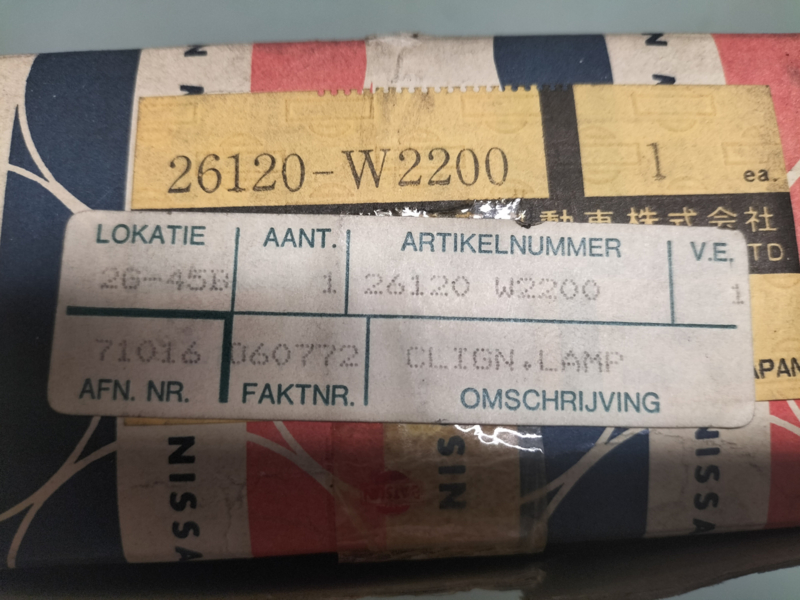 26120-W2200 1 ea.
動車株式会社
TD.
LOKATIE AANT. ARTIKELNUMMER V.E.
26-45B 1 26120 W2200 1
71016 060772 CLIGN.LAMP
AFN. NR. FAKTNR. OMSCHRIJVING
APAN
NISSA
SIN
NISSA